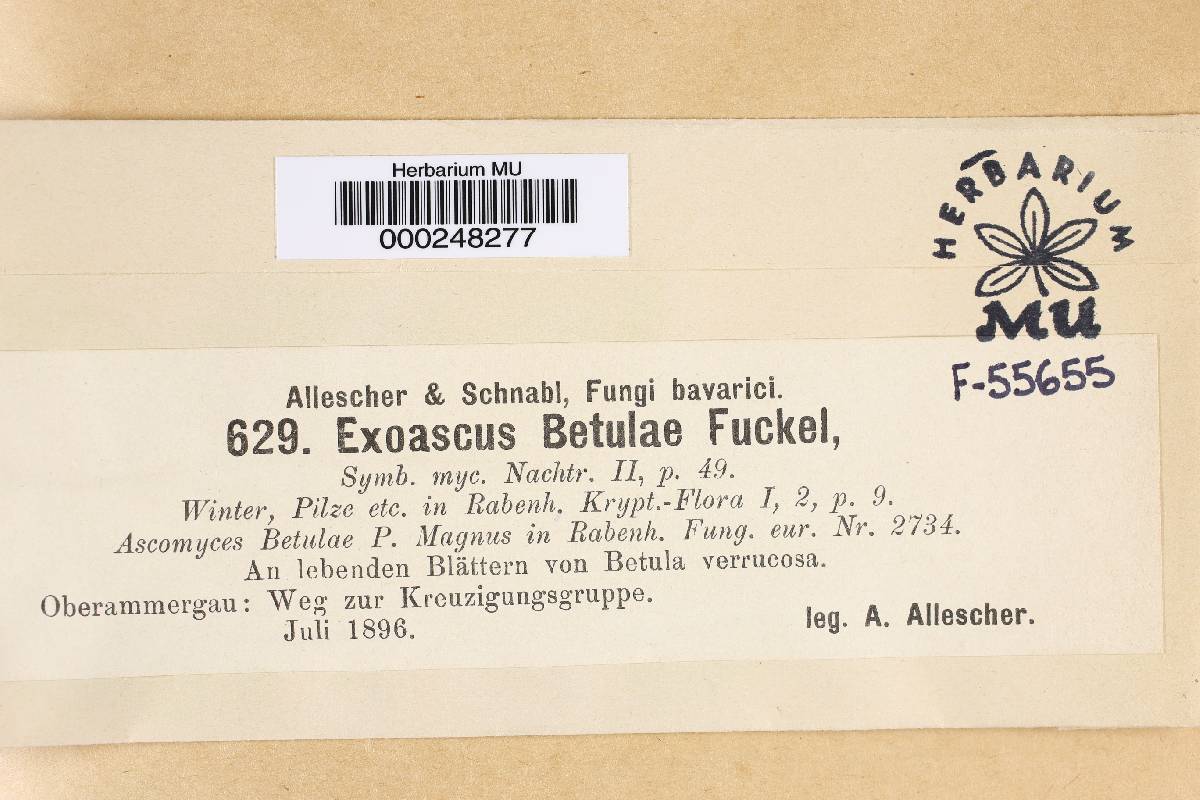 Herbarium MU
000248277
HERBARIUM
MU
F-55655
Allescher & Schnabl, Fungi bavarici.
629. Exoascus Betulae Fuckel,
Symb. myc. Nachtr. II, p. 49.
Winter, Pilze etc. in Rabenh. Krypt.-Flora I, 2, p. 9.
Ascomyces Betulae P. Magnus in Rabenh. Fung. eur. Nr. 2734.
An lebenden Blättern von Betula verrucosa.
Oberammergau: Weg zur Kreuzigungsgruppe.
Juli 1896.
leg. A. Allescher.